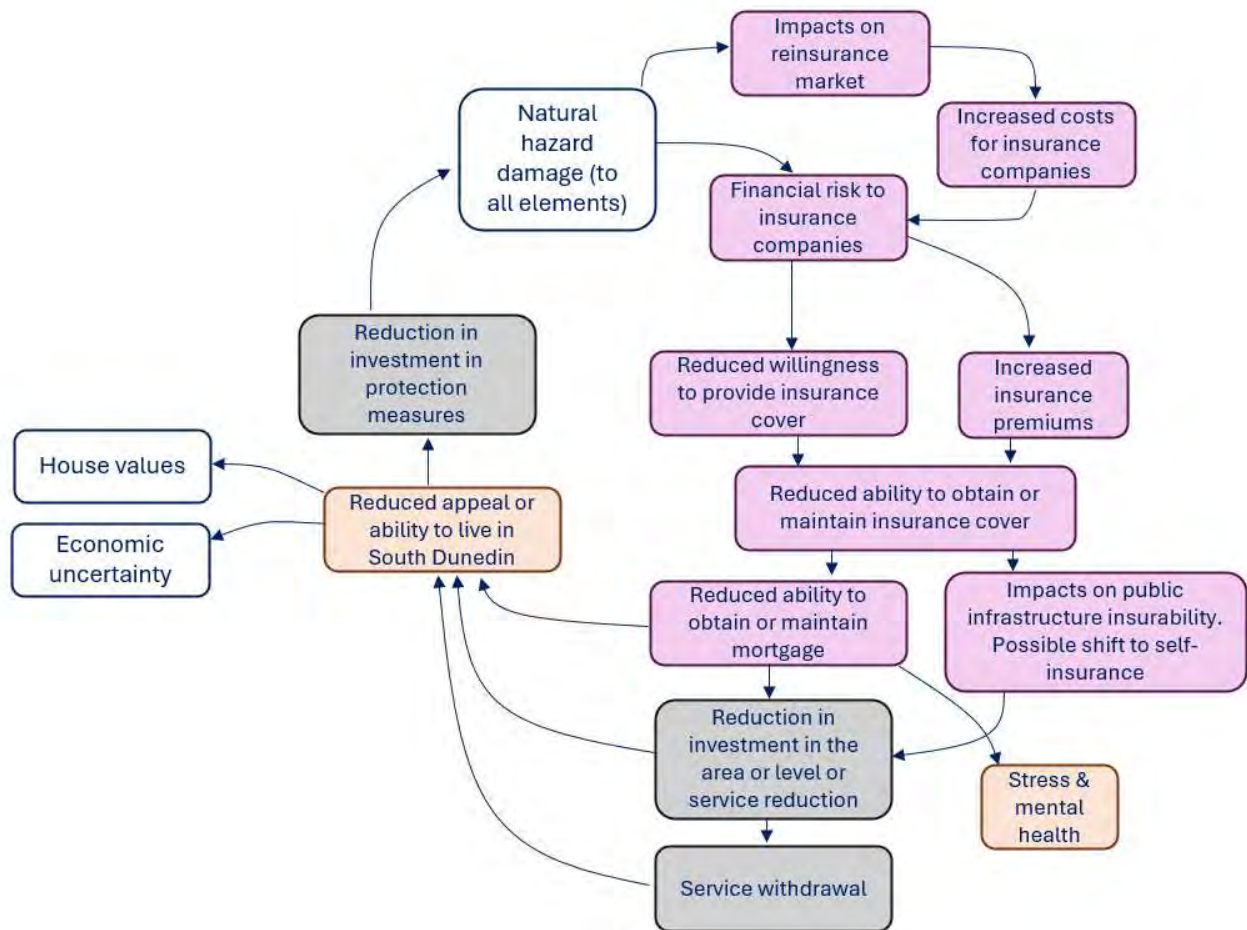 Impacts on
reinsurance
market
Natural
hazard
damage (to
all elements)
Increased costs
for insurance
companies
Financial risk to
insurance
companies
Reduction in
investment in
protection
measures
Reduced willingness
to provide insurance
cover
Increased
insurance
premiums
House values
Reduced appeal or
ability to live in
South Dunedin
Reduced ability to obtain or
maintain insurance cover
Economic
uncertainty
Reduced ability to
obtain or maintain
mortgage
Impacts on public
infrastructure insurability.
Possible shift to self-
insurance
Reduction in
investment in the
area or level or
service reduction
Stress &
mental
health
Service withdrawal